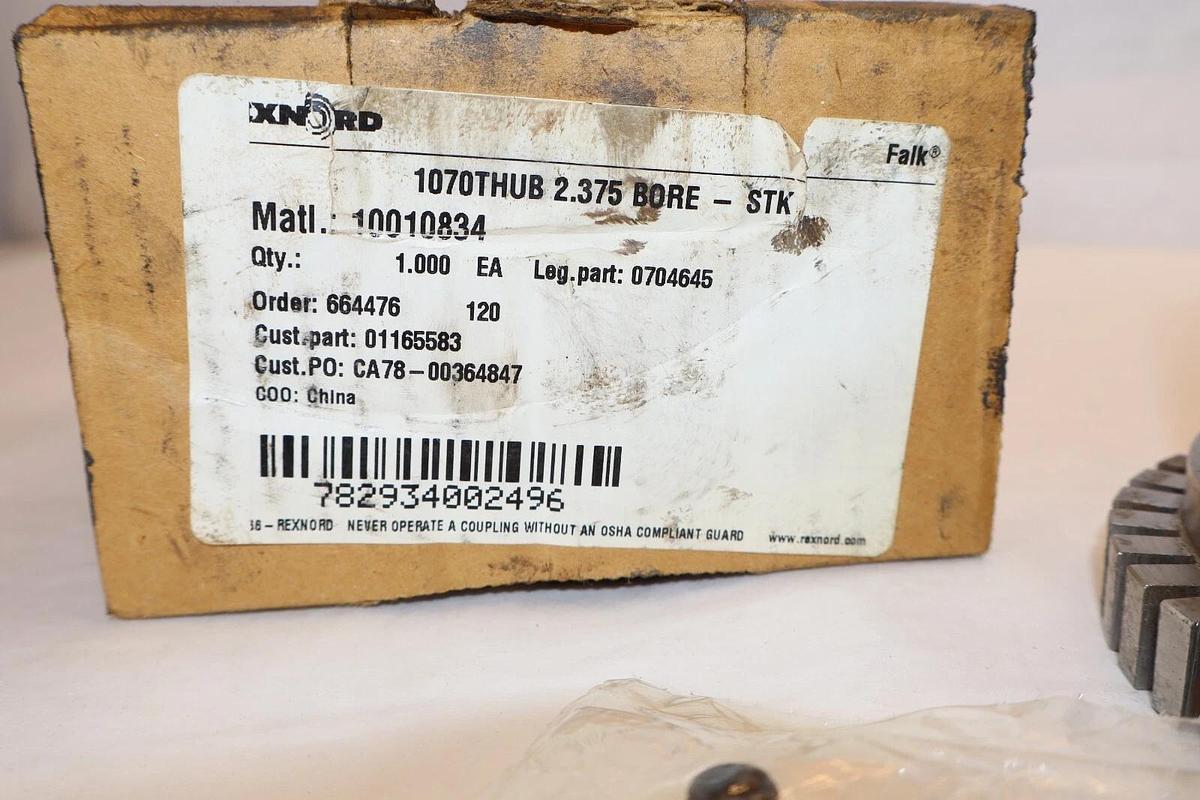 XNORD
Falk®
1070THUB 2.375 BORE – STK
Matl.: 10010834
Qty.: 1.000 EA Leg.part: 0704645
Order: 664476 120
Cust.part: 01165583
Cust.PO: CA78–00364847
COO: China
782934002496
– REXNORD NEVER OPERATE A COUPLING WITHOUT AN OSHA COMPLIANT GUARD www.rexnord.com